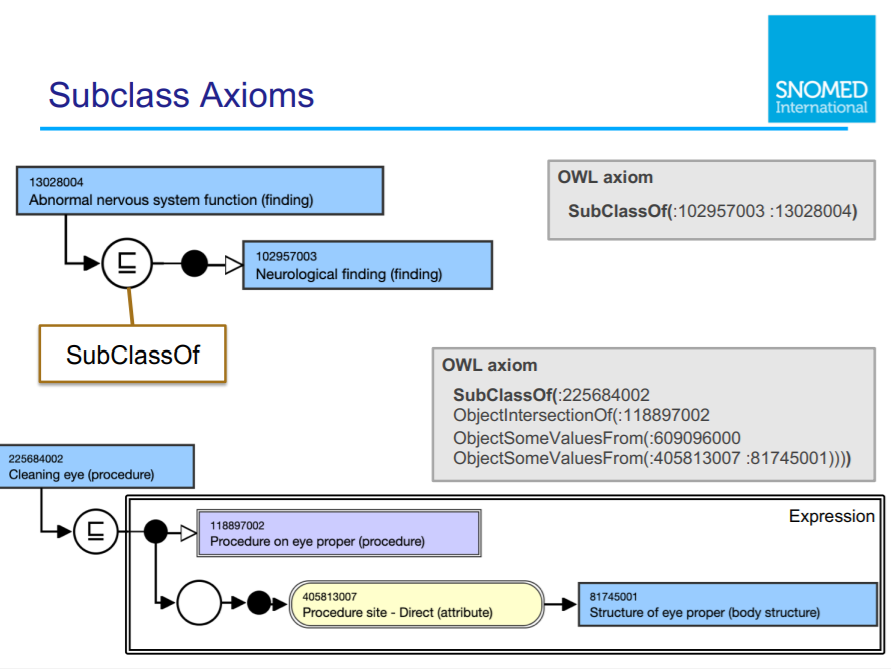 Subclass Axioms
SNOMED
International
13028004
Abnormal nervous system function (finding)
102957003
Neurological finding (finding)
SubClassOf
OWL axiom
SubClassOf(:102957003 :13028004)
OWL axiom
SubClassOf(:225684002
ObjectIntersectionOf(:118897002
ObjectSomeValuesFrom(:609096000
ObjectSomeValuesFrom(:405813007 :81745001))))
225684002
Cleaning eye (procedure)
Expression
118897002
Procedure on eye proper (procedure)
405813007
Procedure site - Direct (attribute)
81745001
Structure of eye proper (body structure)